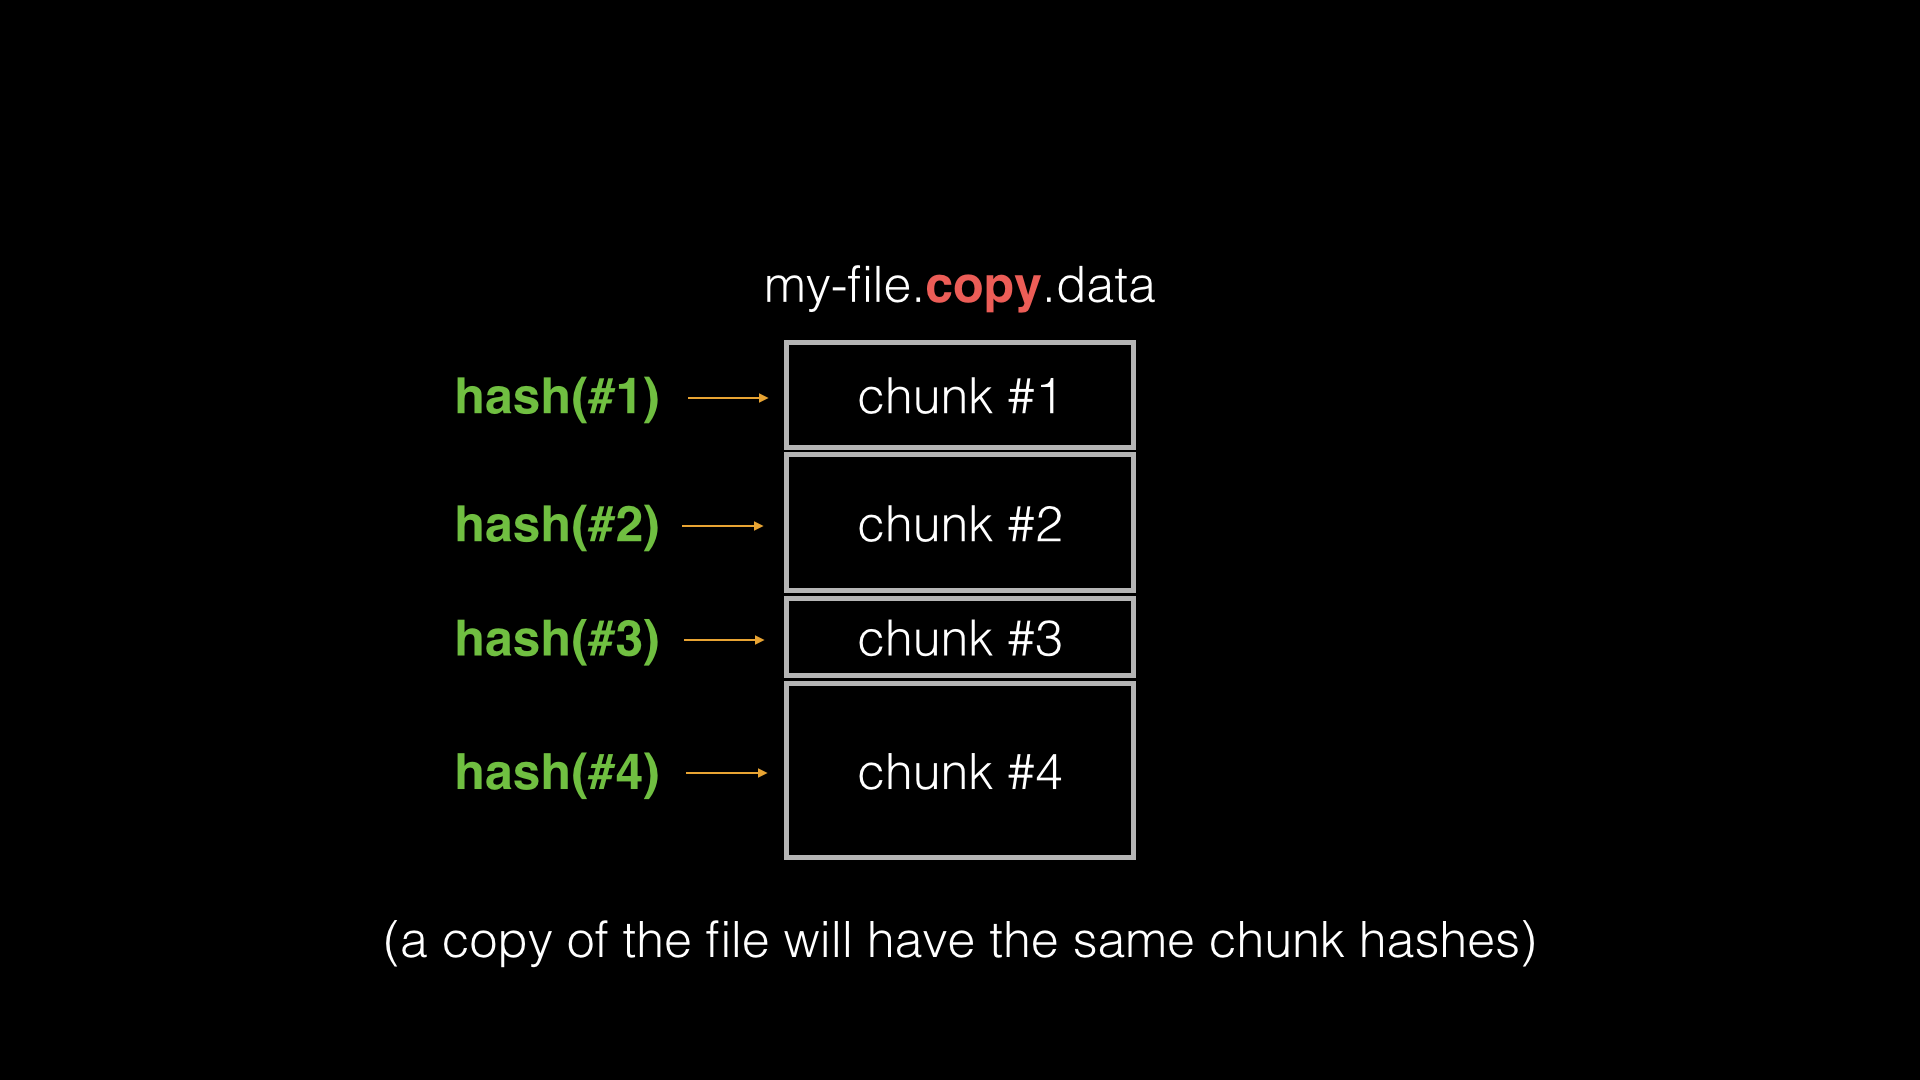 my-file.copy.data
hash(#1) chunk #1
hash(#2) chunk #2
hash(#3) chunk #3
hash(#4) chunk #4
(a copy of the file will have the same chunk hashes)